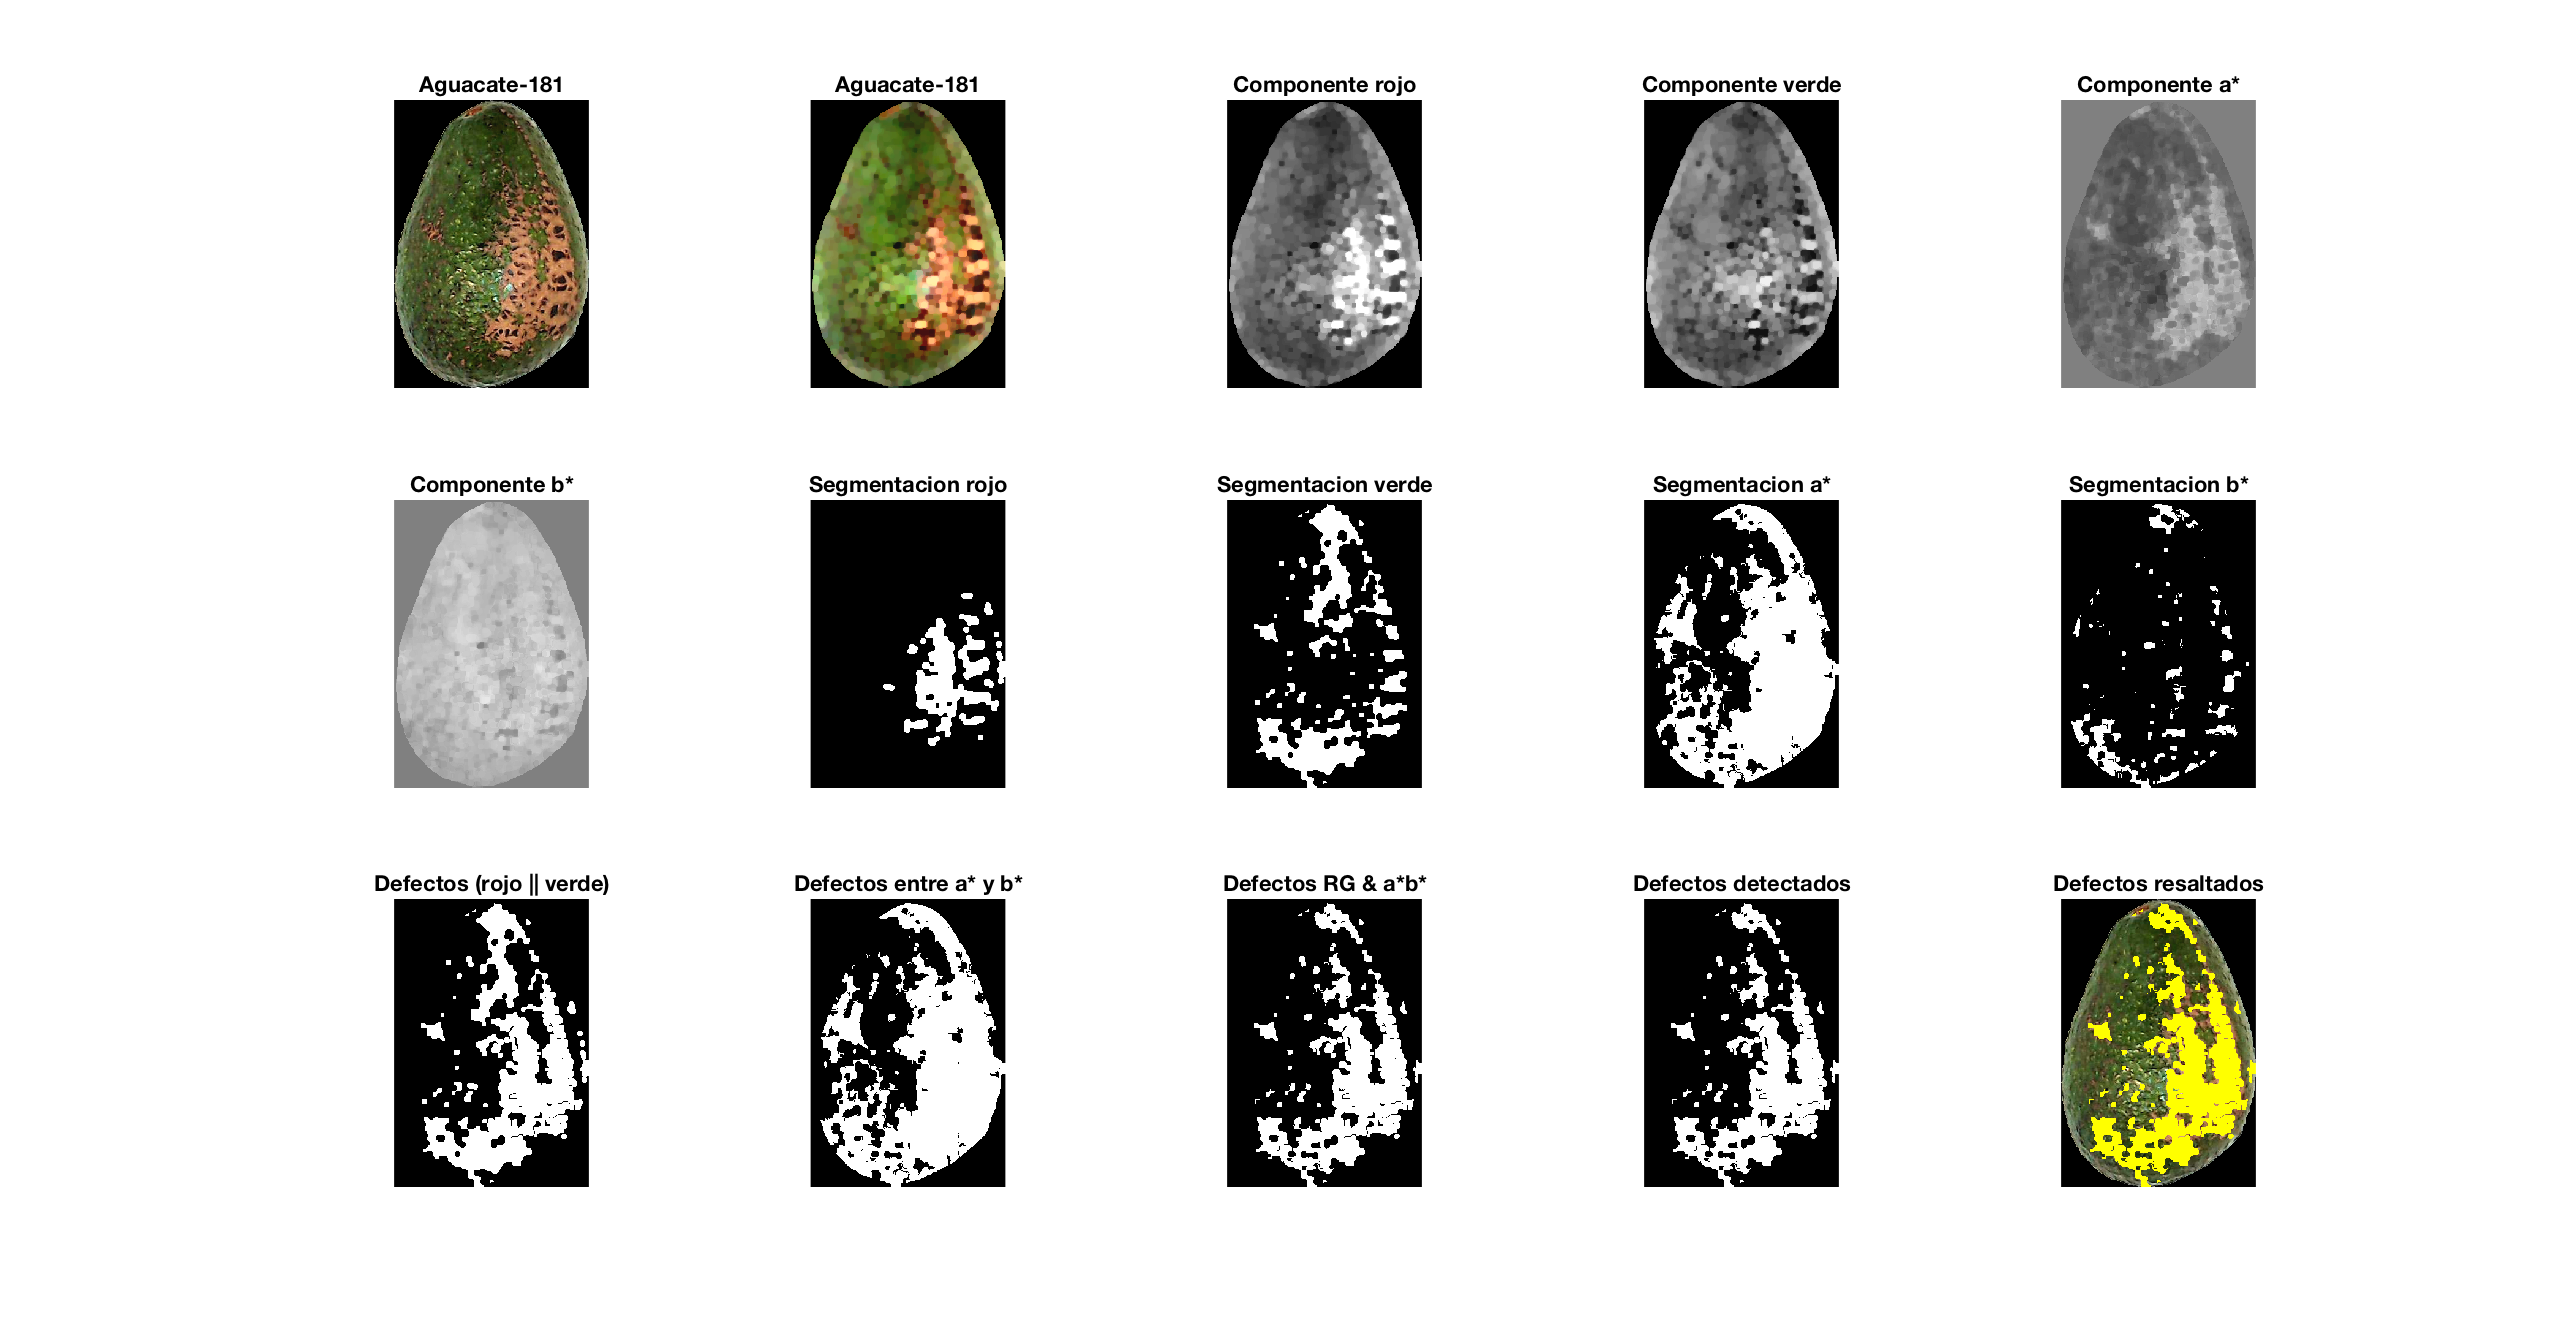 Aguacate-181
Aguacate-181
Componente rojo
Componente verde
Componente a*
Componente b*
Segmentacion rojo
Segmentacion verde
Segmentacion a*
Segmentacion b*
Defectos (rojo || verde)
Defectos entre a* y b*
Defectos RG & a*b*
Defectos detectados
Defectos resaltados